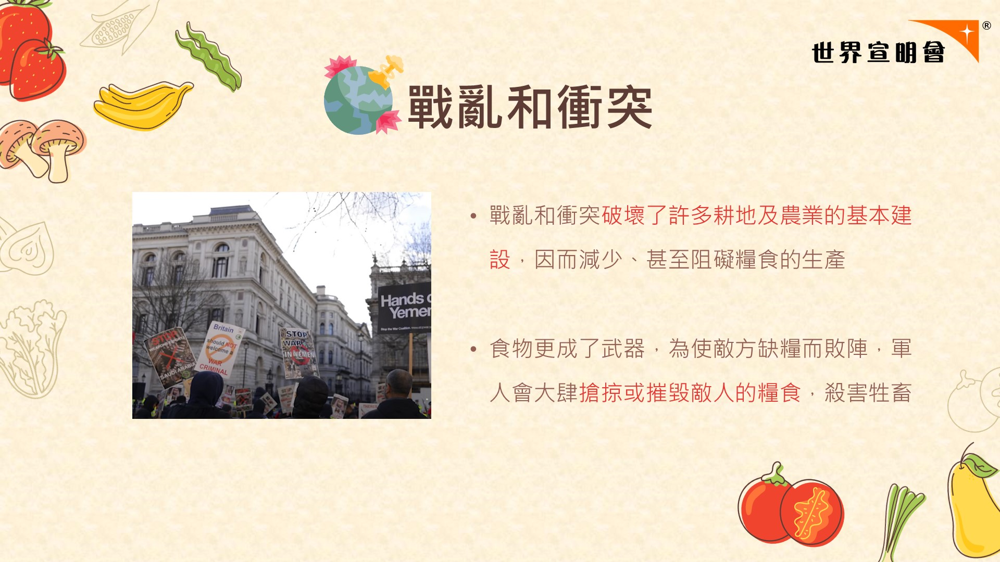 世界宣明會®
戰亂和衝突
• 戰亂和衝突破壞了許多耕地及農業的基本建
設，因而減少、甚至阻礙糧食的生產
• 食物更成了武器，為使敵方缺糧而敗陣，軍
人會大肆搶掠或摧毀敵人的糧食，殺害牲畜
Hands
Yemen
Stop the War Coalition
Britain
should NOT
welcome a
WAR
CRIMINAL
STOP
WAR
IN YEMEN
STOP
SAUDI ARABIA